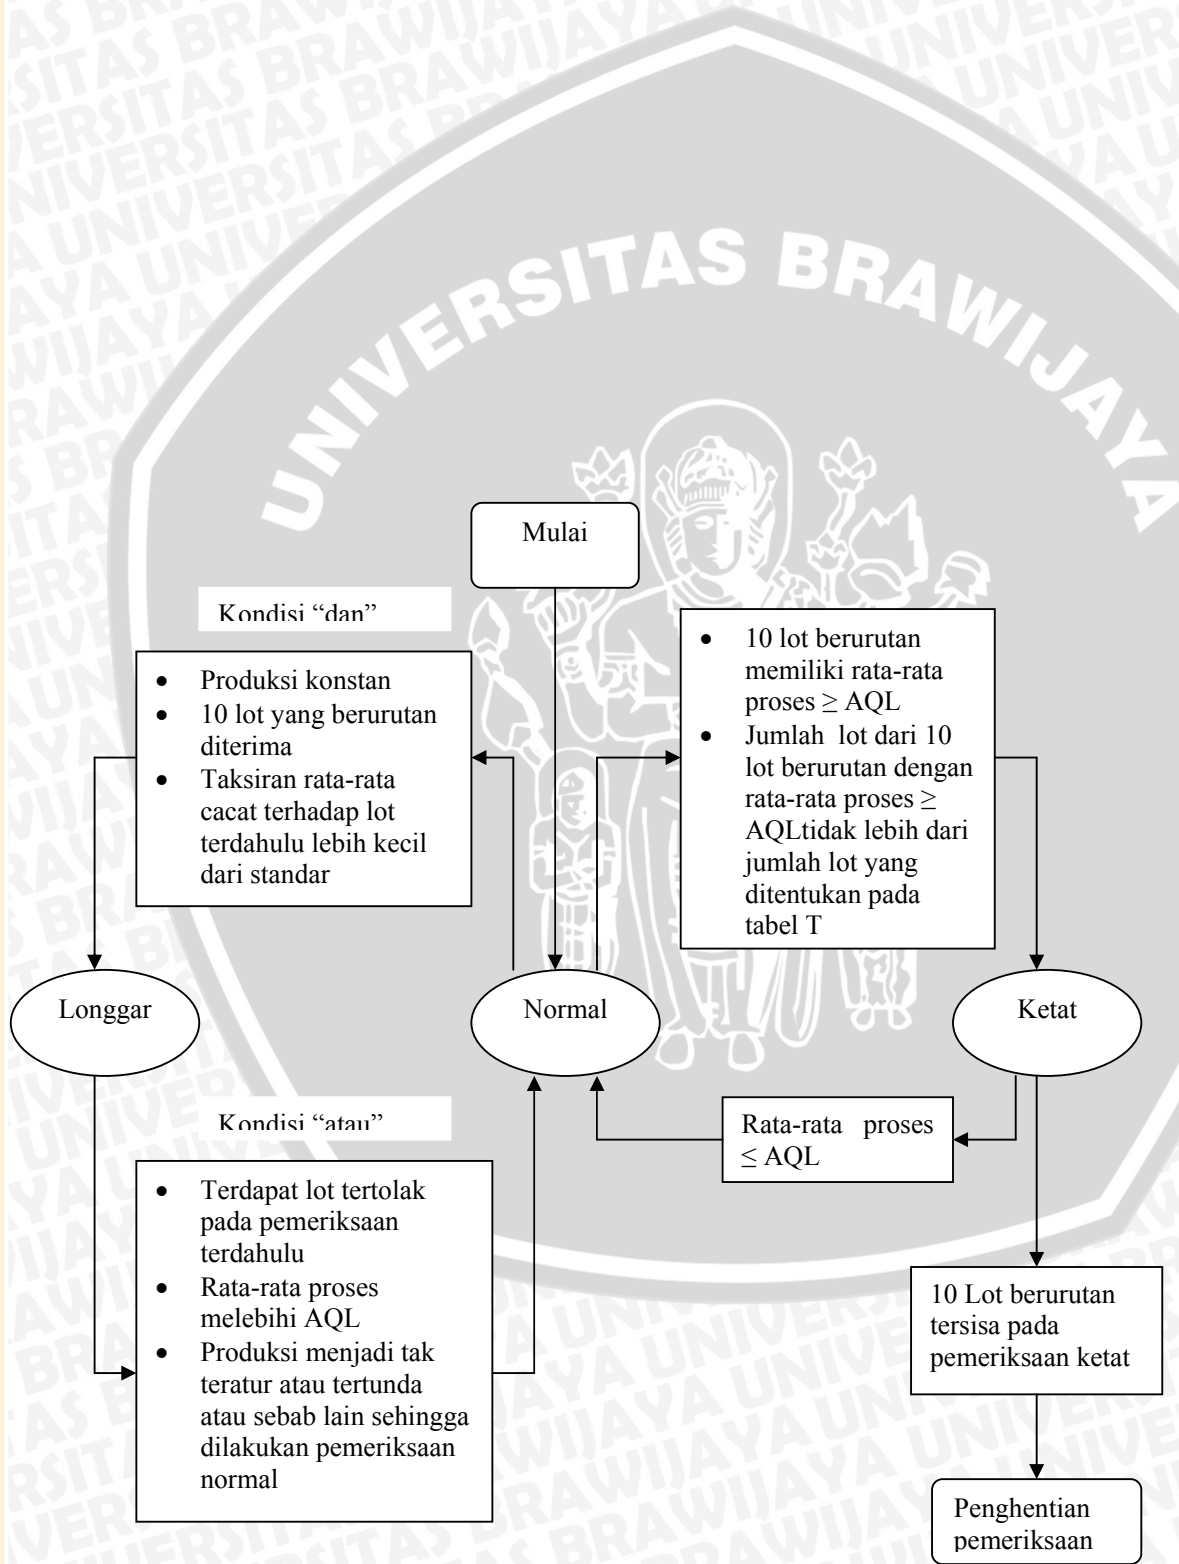 UNIVERSITAS BRAWIJAYA
Mulai
Kondisi “dan”
• Produksi konstan
• 10 lot yang berurutan
diterima
• Taksiran rata-rata
cacat terhadap lot
terdahulu lebih kecil
dari standar
• 10 lot berurutan
memiliki rata-rata
proses ≥ AQL
• Jumlah lot dari 10
lot berurutan dengan
rata-rata proses ≥
AQLtidak lebih dari
jumlah lot yang
ditentukan pada
tabel T
Longgar
Normal
Ketat
Kondisi “atau”
Rata-rata proses
≤ AQL
• Terdapat lot tertolak
pada pemeriksaan
terdahulu
• Rata-rata proses
melebihi AQL
• Produksi menjadi tak
teratur atau tertunda
atau sebab lain sehingga
dilakukan pemeriksaan
normal
10 Lot berurutan
tersisa pada
pemeriksaan ketat
Penghentian
pemeriksaan